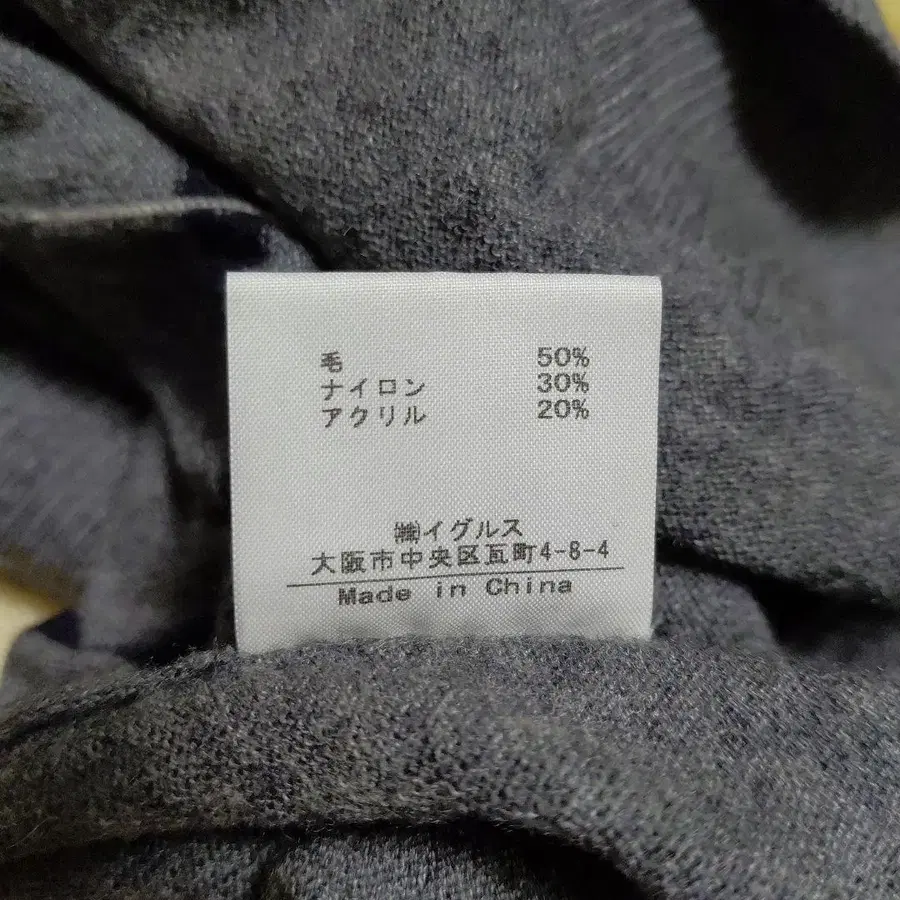 毛 50%
ナイロン 30%
アクリル 20%
㈱イグルス
大阪市中央区瓦町4-8-4
Made in China